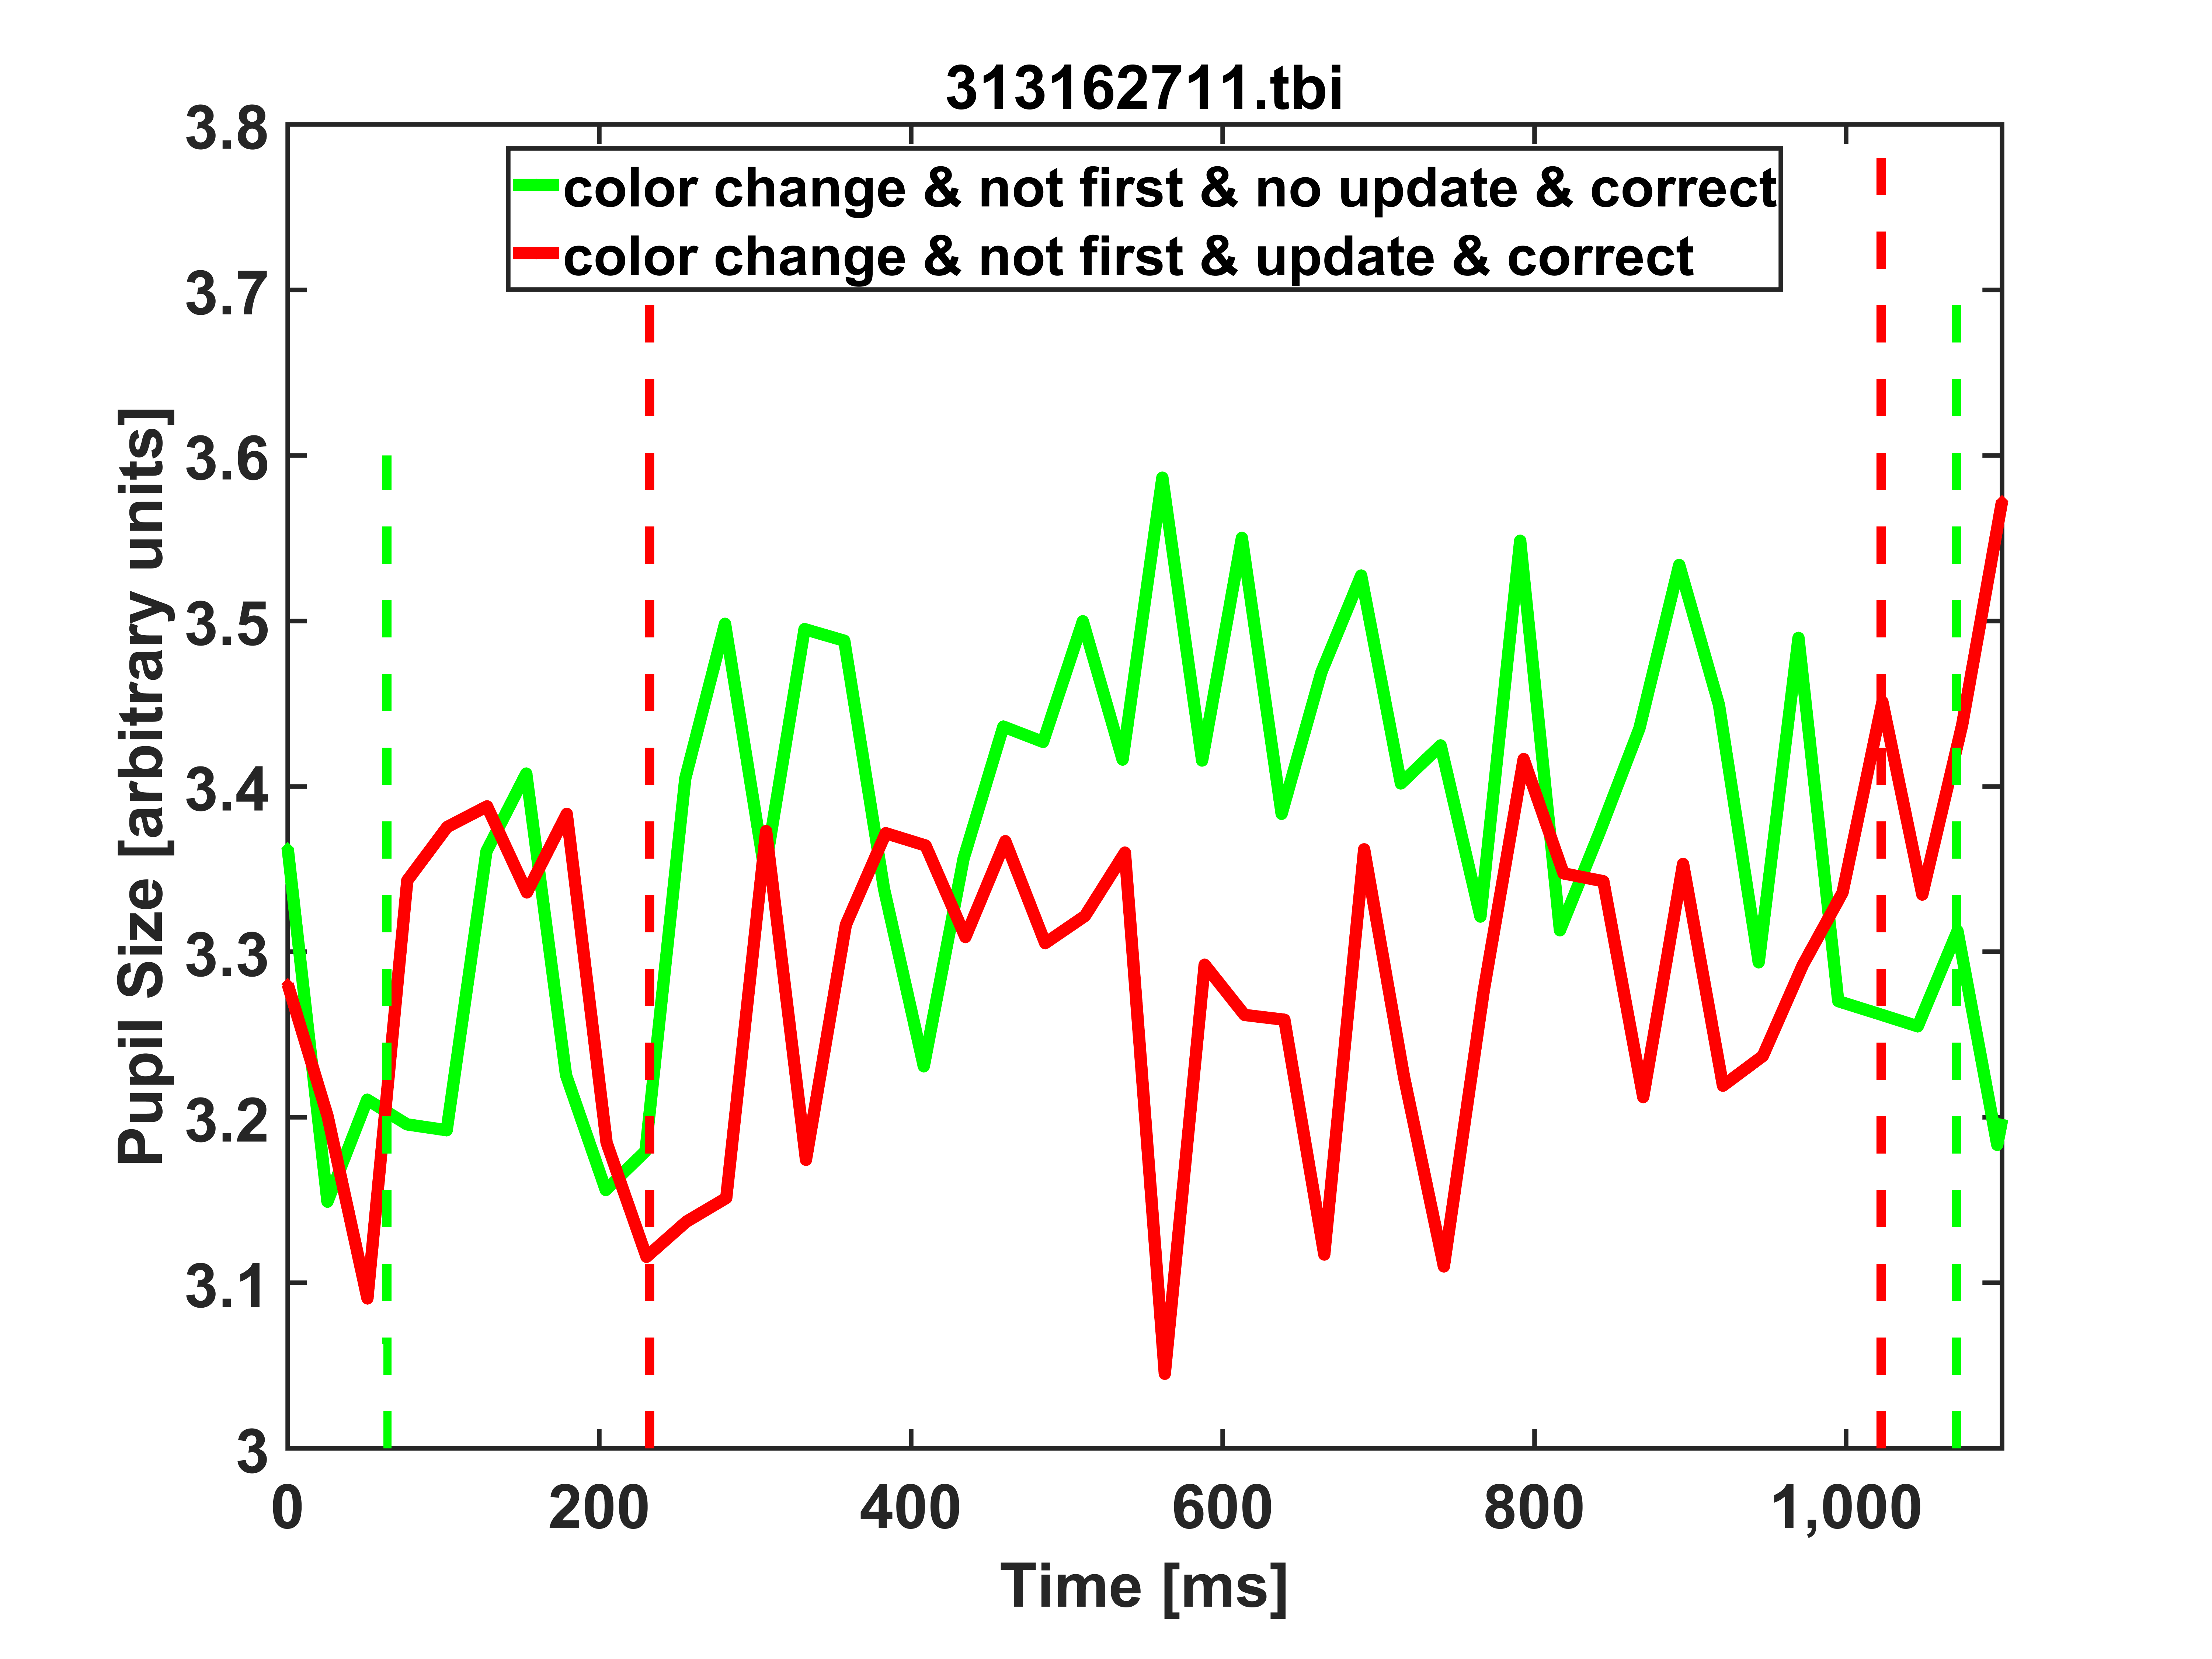 313162711.tbi
3.8
color change & not first & no update & correct
color change & not first & update & correct
3.7
3.6
3.5
3.4
3.3
3.2
3.1
3
Pupil Size [arbitrary units]
0 200 400 600 800 1,000
Time [ms]